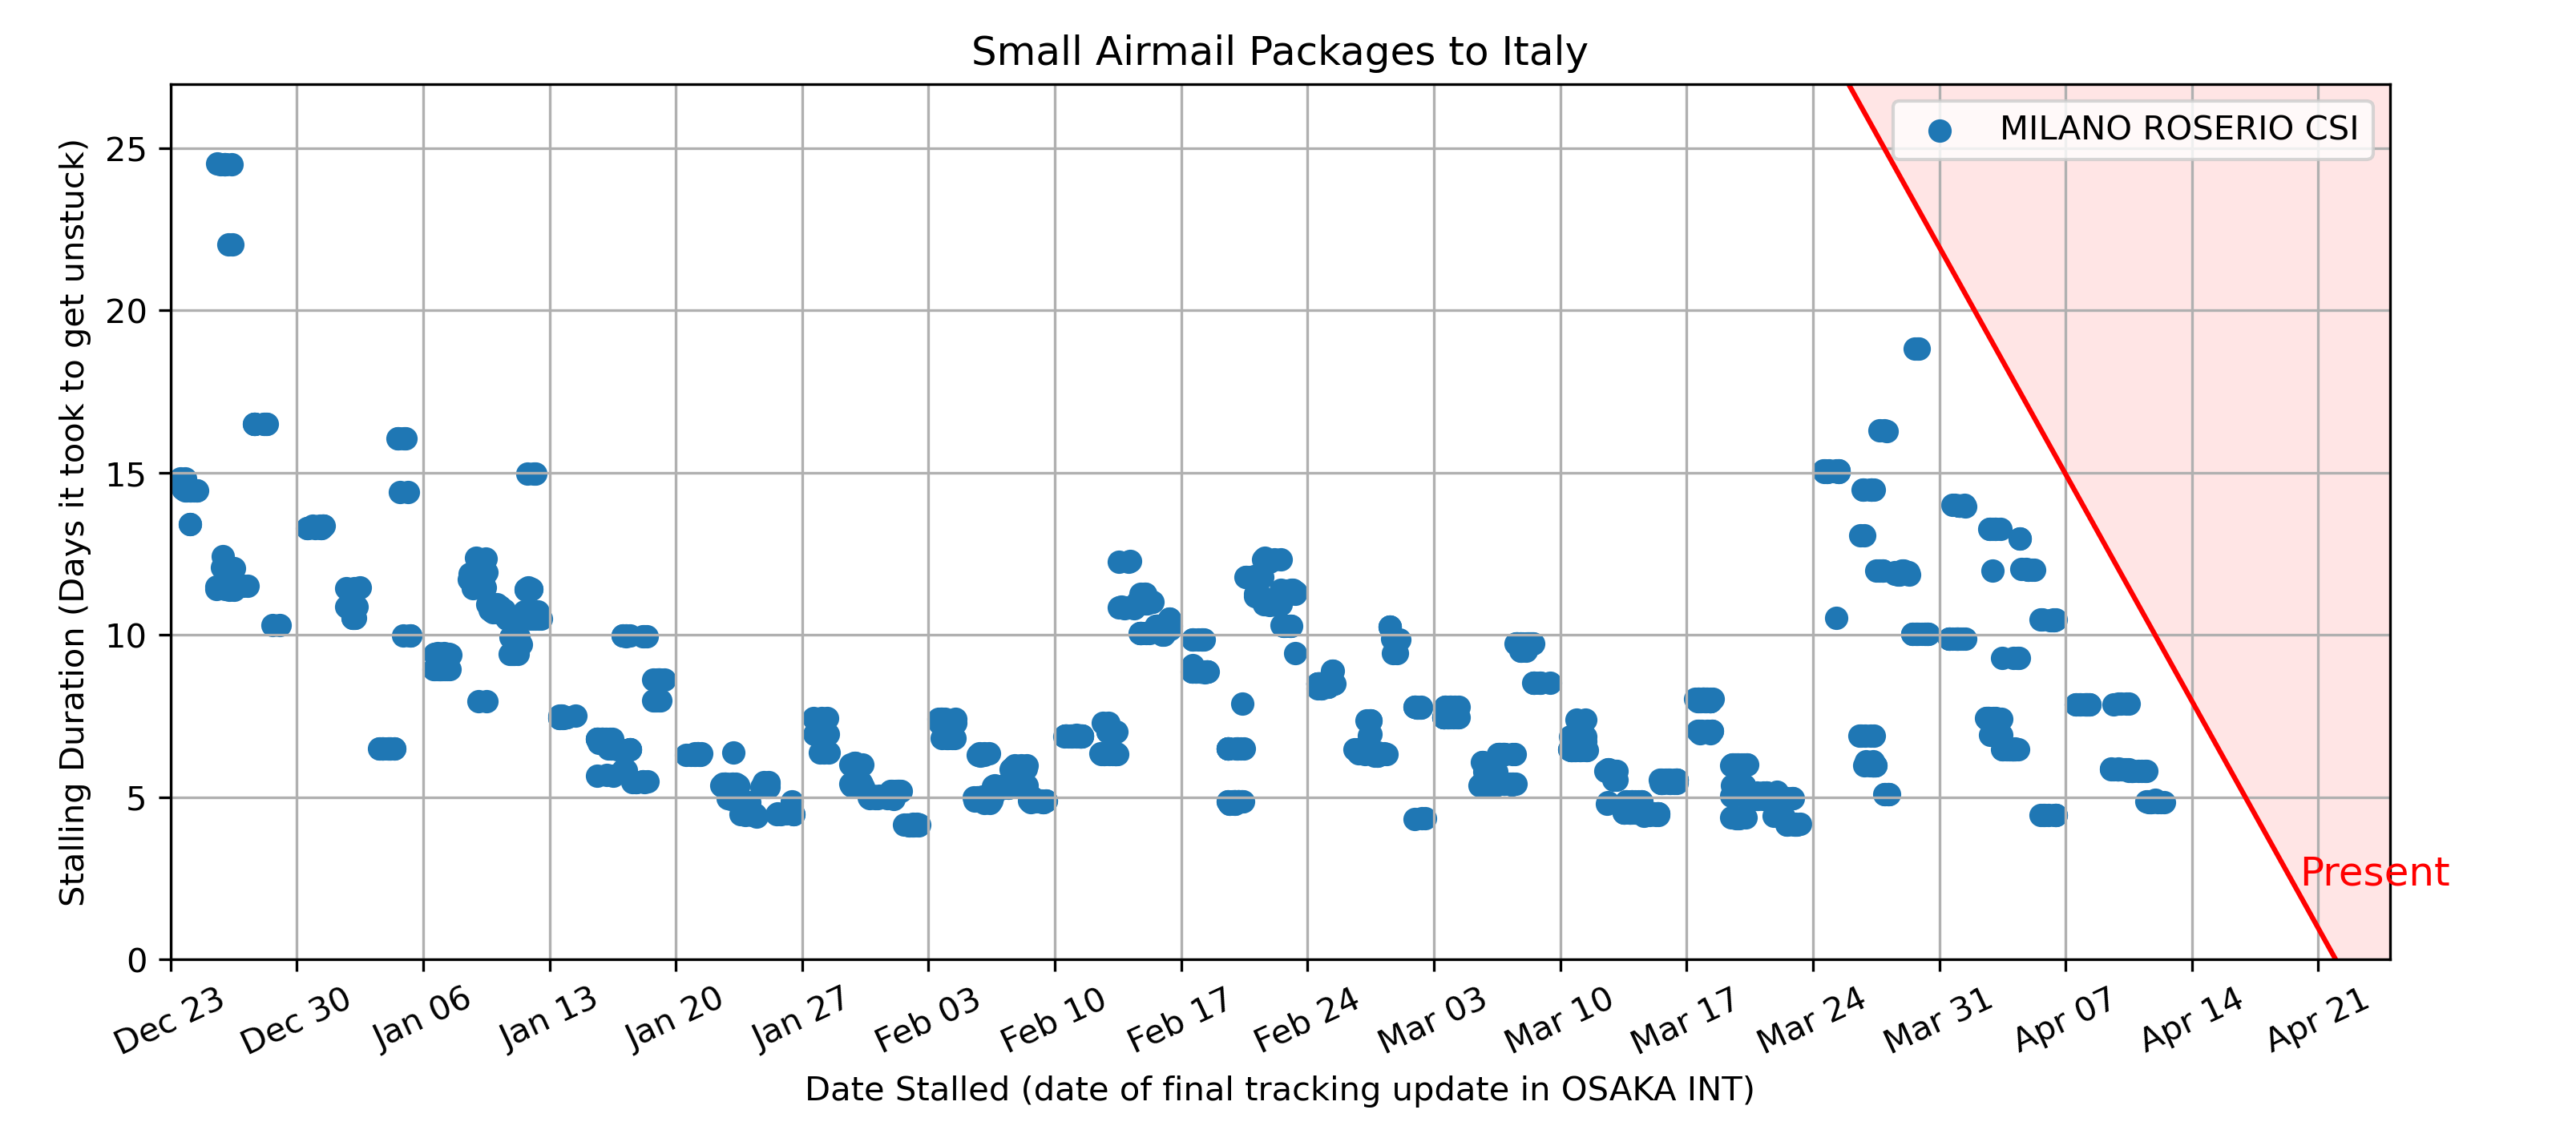 Small Airmail Packages to Italy
MILANO ROSERIO CSI
Stalling Duration (Days it took to get unstuck)
25
20
15
10
5
0
Present
Dec 23
Dec 30
Jan 06
Jan 13
Jan 20
Jan 27
Feb 03
Feb 10
Feb 17
Feb 24
Mar 03
Mar 10
Mar 17
Mar 24
Mar 31
Apr 07
Apr 14
Apr 21
Date Stalled (date of final tracking update in OSAKA INT)